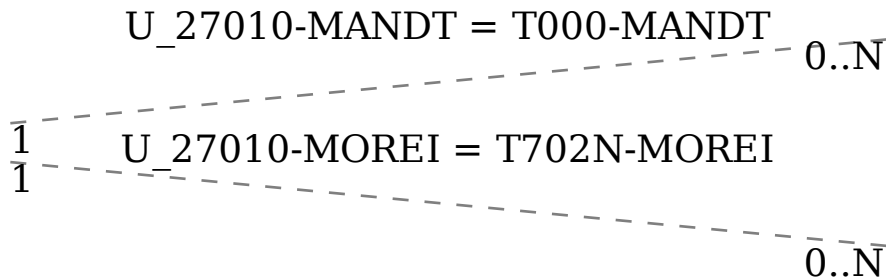 U_27010-MANDT = T000-MANDT
0..N
1
U_27010-MOREI = T702N-MOREI
1
0..N